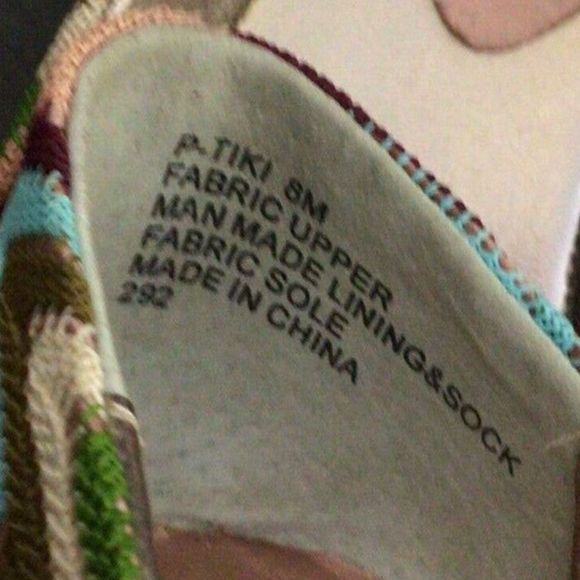 P-TIKI 8M
FABRIC UPPER
MAN MADE LINING&SOCK
FABRIC SOLE
MADE IN CHINA
292